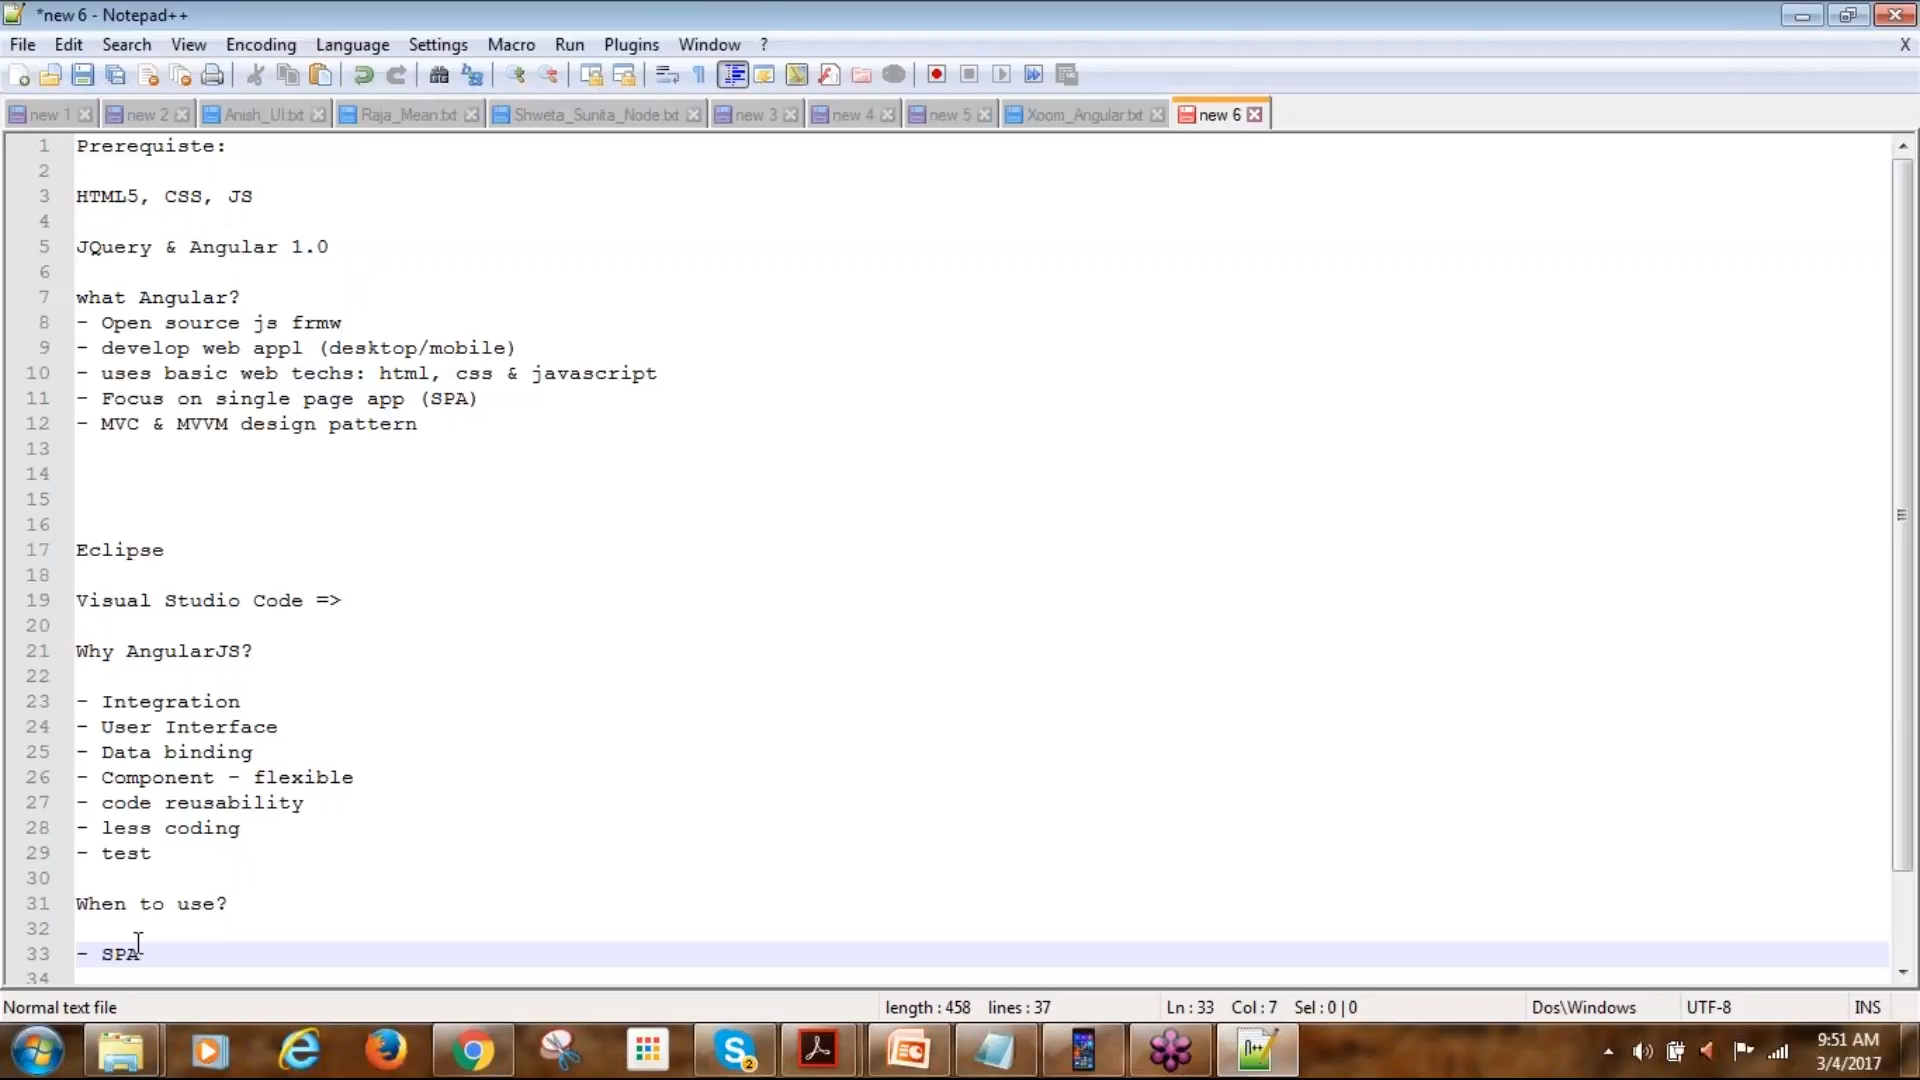 *new 6 - Notepad++
File Edit Search View Encoding Language Settings Macro Run Plugins Window ? X
new 1 new 2 Anish_UI.txt Raja_Mean.txt Shweta_Sunita_Node.txt new 3 new 4 new 5 Xoom_Angular.txt new 6
1 Prerequiste:
2
3 HTML5, CSS, JS
4
5 JQuery & Angular 1.0
6
7 what Angular?
8 - Open source js frmw
9 - develop web appl (desktop/mobile)
10 - uses basic web techs: html, css & javascript
11 - Focus on single page app (SPA)
12 - MVC & MVVM design pattern
13
14
15
16
17 Eclipse
18
19 Visual Studio Code =>
20
21 Why AngularJS?
22
23 - Integration
24 - User Interface
25 - Data binding
26 - Component - flexible
27 - code reusability
28 - less coding
29 - test
30
31 When to use?
32
33 - SPA
34
Normal text file length : 458 lines : 37 Ln : 33 Col : 7 Sel : 0 | 0 Dos\Windows UTF-8 INS
9:51 AM
3/4/2017